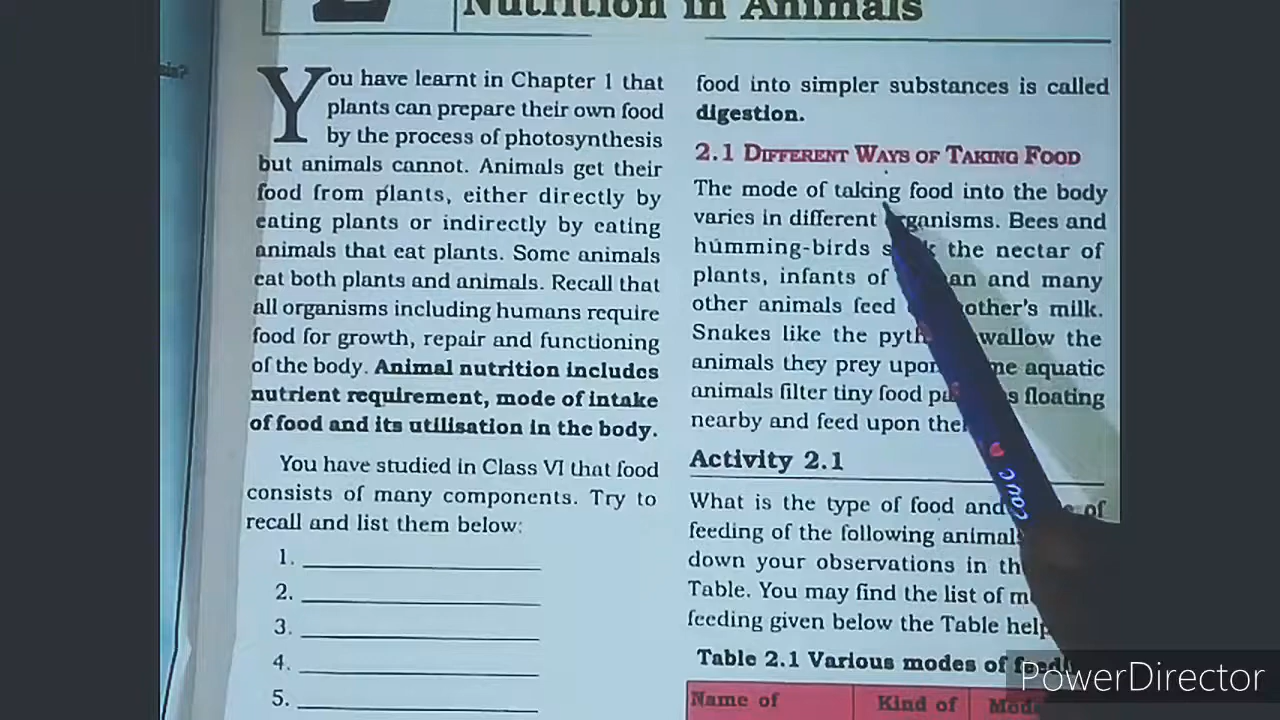 Nutrition in Animals
You have learnt in Chapter 1 that
plants can prepare their own food
by the process of photosynthesis
but animals cannot. Animals get their
food from plants, either directly by
eating plants or indirectly by eating
animals that eat plants. Some animals
eat both plants and animals. Recall that
all organisms including humans require
food for growth, repair and functioning
of the body. Animal nutrition includes
nutrient requirement, mode of intake
of food and its utilisation in the body.
You have studied in Class VI that food
consists of many components. Try to
recall and list them below:
1.
2.
3.
4.
5.
food into simpler substances is called
digestion.
2.1 DIFFERENT WAYS OF TAKING FOOD
The mode of taking food into the body
varies in different organisms. Bees and
humming-birds the nectar of
plants, infants of and many
other animals feed
Snakes like the swallow the
animals they prey aquatic
animals filter tiny food floating
nearby and feed upon
Activity 2.1
What is the type of food and of
feeding of the following
down your observations in
Table. You may find the list of
feeding given below the Table
Table 2.1 Various modes of
Name of Kind of
PowerDirector
love